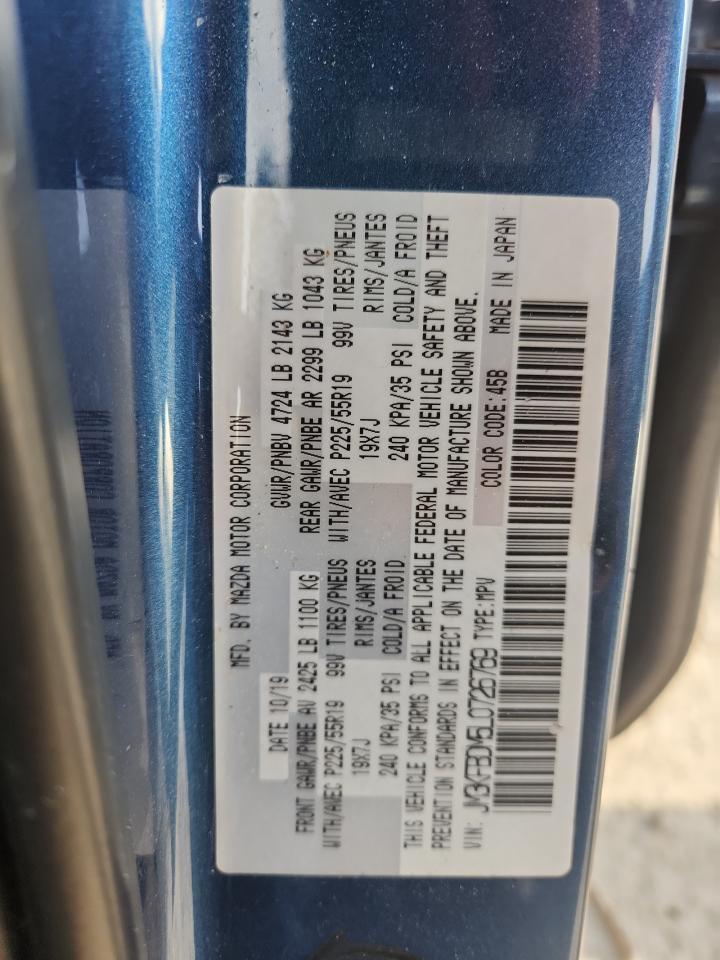 MFD. BY MAZDA MOTOR CORPORATION
DATE 10/19 GVWR/PNBV 4724 LB 2143 KG
FRONT GAWR/PNBE AV 2425 LB 1100 KG REAR GAWR/PNBE AR 2299 LB 1043 KG
WITH/AVEC P225/55R19 99V TIRES/PNEUS WITH/AVEC P225/55R19 99V TIRES/PNEUS
19X7J RIMS/JANTES 19X7J RIMS/JANTES
240 KPA/35 PSI COLD/A FROID 240 KPA/35 PSI COLD/A FROID
THIS VEHICLE CONFORMS TO ALL APPLICABLE FEDERAL MOTOR VEHICLE SAFETY AND THEFT
PREVENTION STANDARDS IN EFFECT ON THE DATE OF MANUFACTURE SHOWN ABOVE.
VIN: JM3KFBDM5L0726769 TYPE:MPV COLOR CODE:45B MADE IN JAPAN